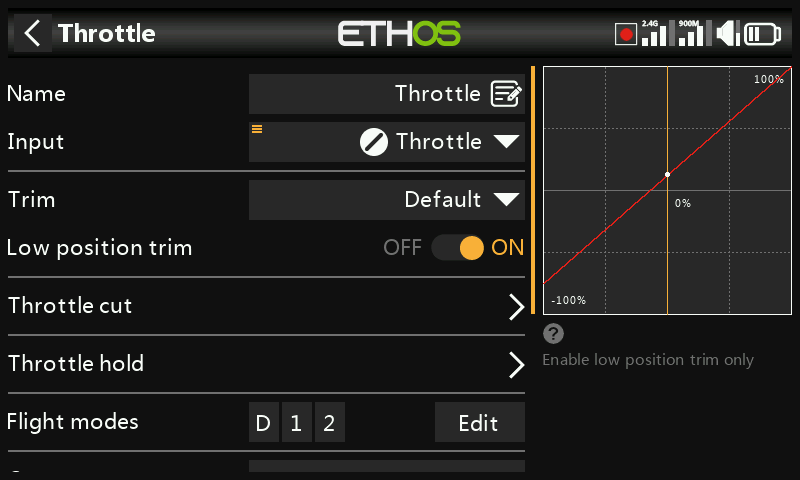 Throttle
ETHOS
2.4G
900M
Name
Throttle
Input
Throttle
Trim
Default
Low position trim
OFF
ON
Throttle cut
Throttle hold
Flight modes
D
1
2
Edit
100%
0%
-100%
?
Enable low position trim only